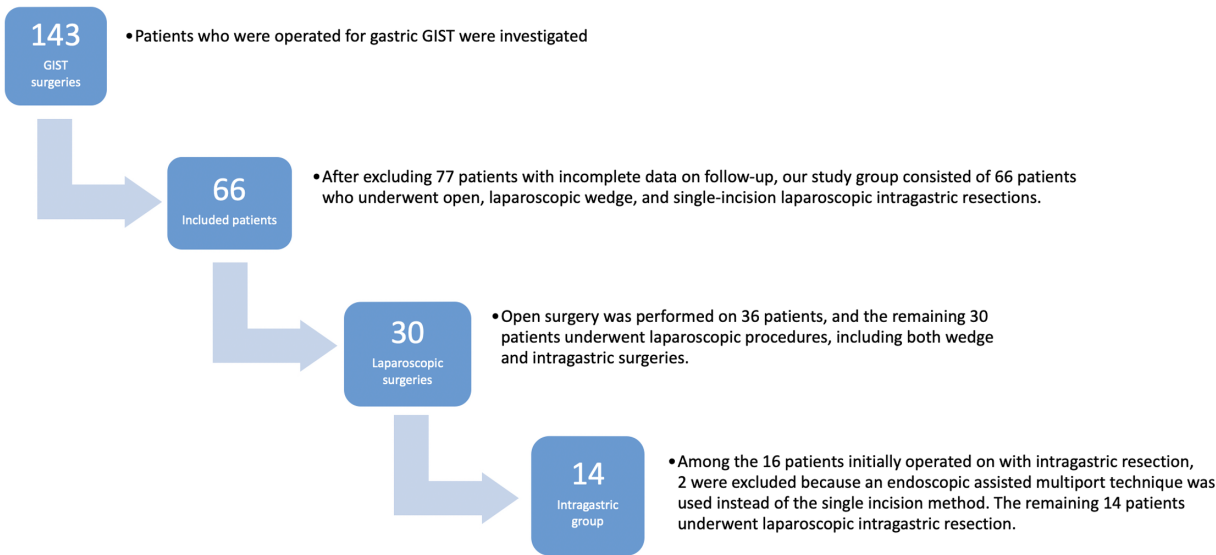 143
GIST
surgeries
•Patients who were operated for gastric GIST were investigated
66
Included patients
•After excluding 77 patients with incomplete data on follow-up, our study group consisted of 66 patients
who underwent open, laparoscopic wedge, and single-incision laparoscopic intragastric resections.
30
Laparoscopic
surgeries
•Open surgery was performed on 36 patients, and the remaining 30
patients underwent laparoscopic procedures, including both wedge
and intragastric surgeries.
14
Intragastric
group
•Among the 16 patients initially operated on with intragastric resection,
2 were excluded because an endoscopic assisted multiport technique was
used instead of the single incision method. The remaining 14 patients
underwent laparoscopic intragastric resection.